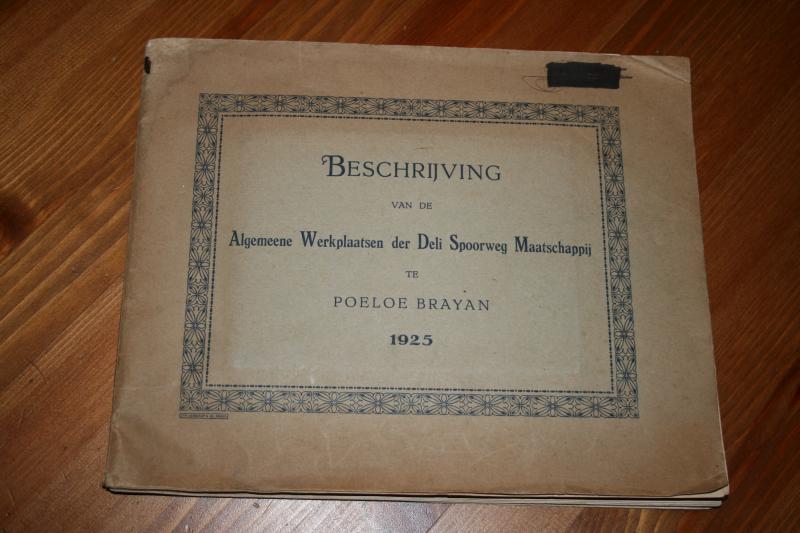 BESCHRIJVING
VAN DE
Algemeene Werkplaatsen der Deli Spoorweg Maatschappij
TE
POELOE BRAYAN
1925